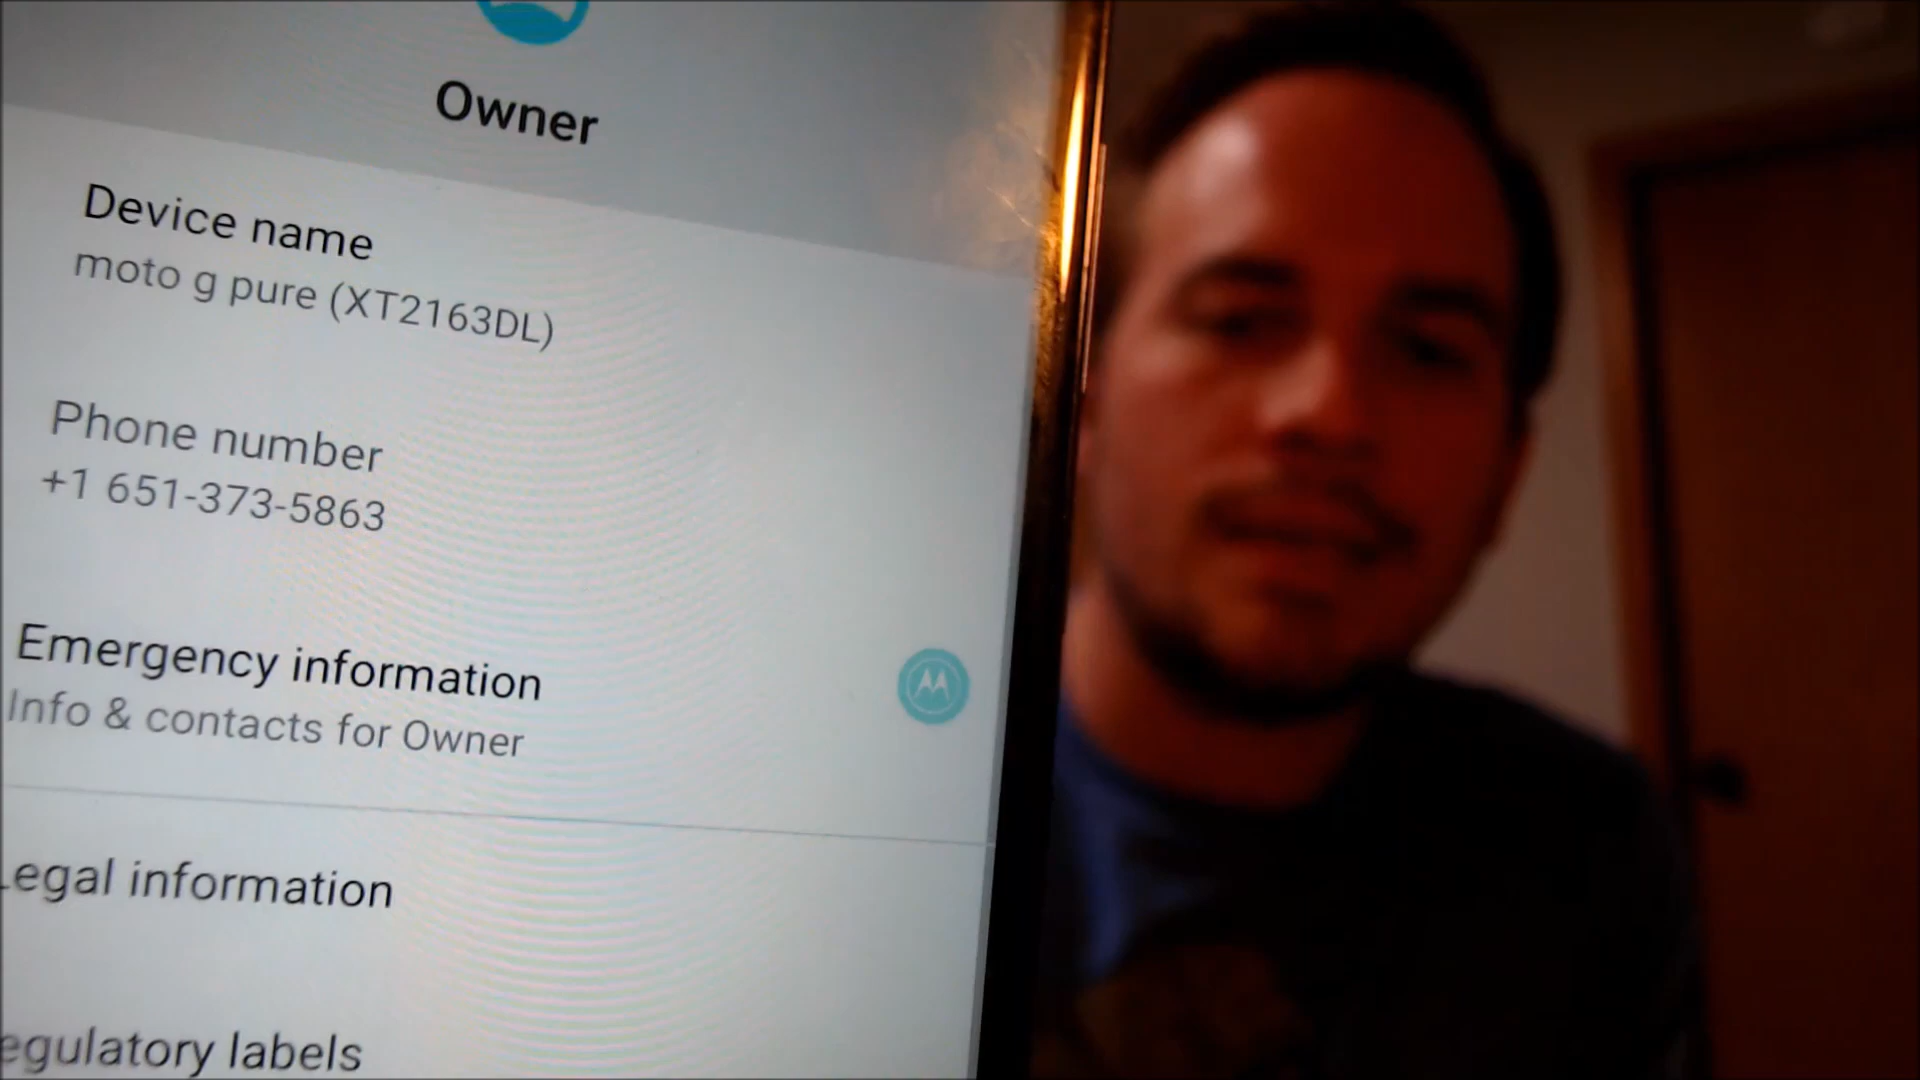 Owner
Device name
moto g pure (XT2163DL)
Phone number
+1 651-373-5863
Emergency information
Info & contacts for Owner
Legal information
egulatory labels